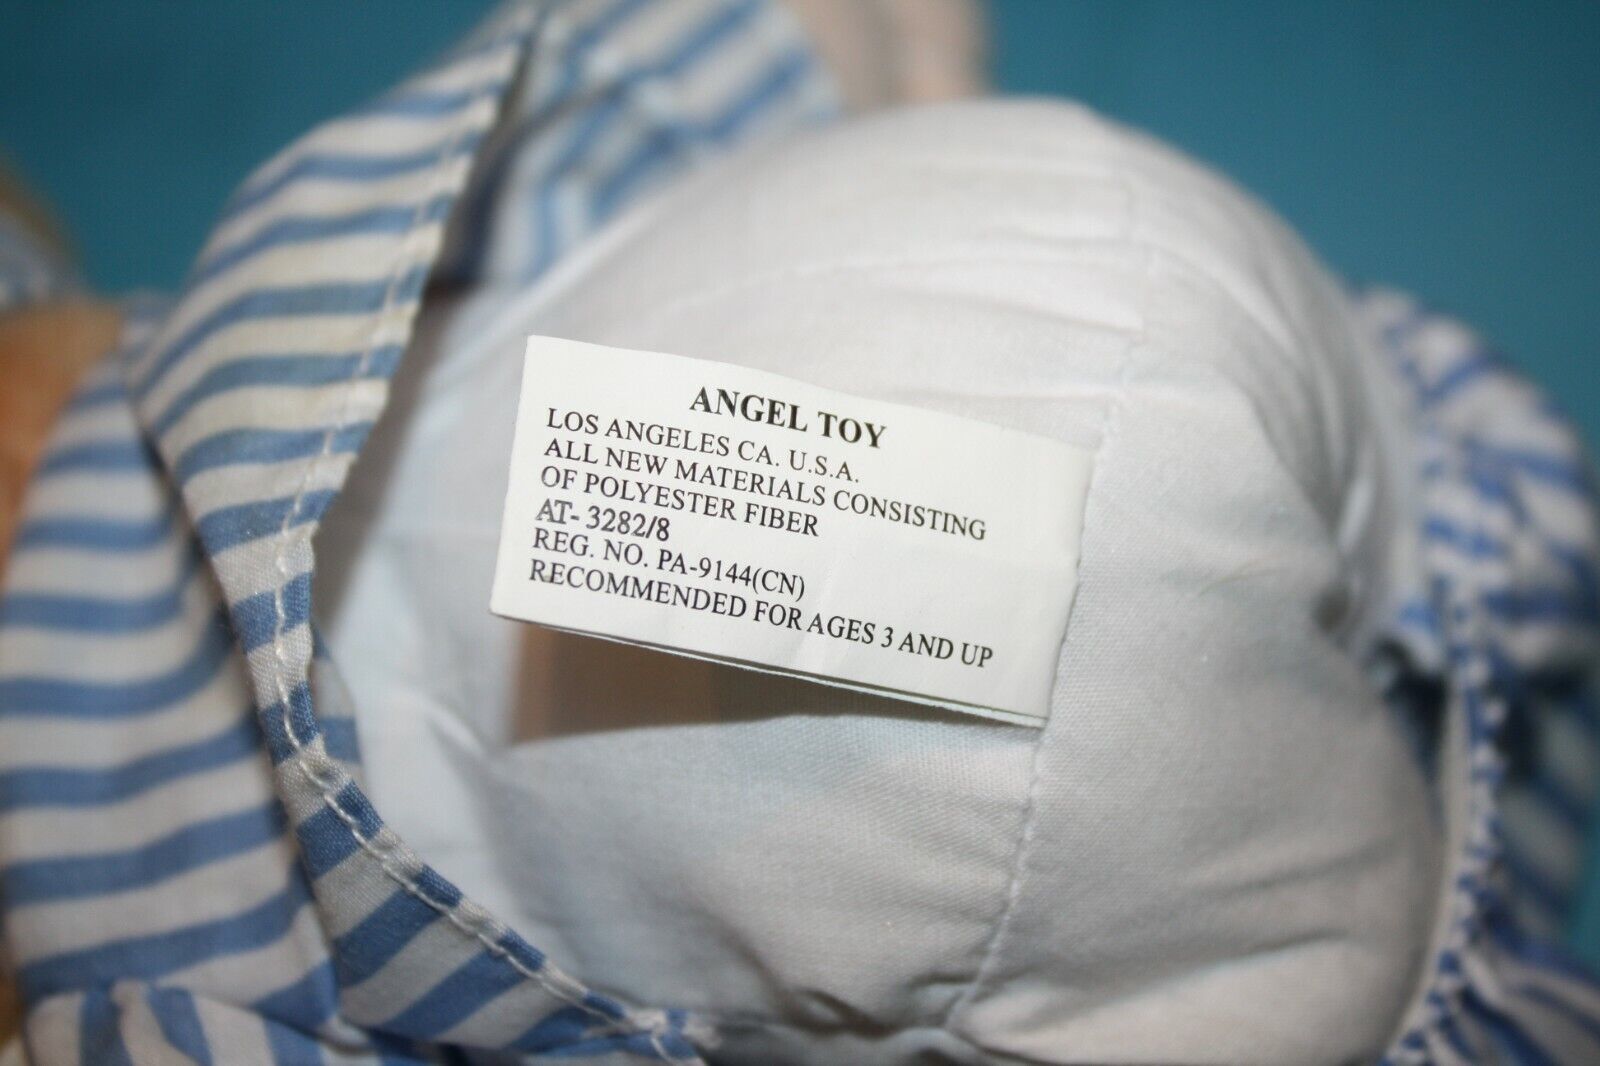 ANGEL TOY
LOS ANGELES CA. U.S.A.
ALL NEW MATERIALS CONSISTING
OF POLYESTER FIBER
AT- 3282/8
REG. NO. PA-9144(CN)
RECOMMENDED FOR AGES 3 AND UP